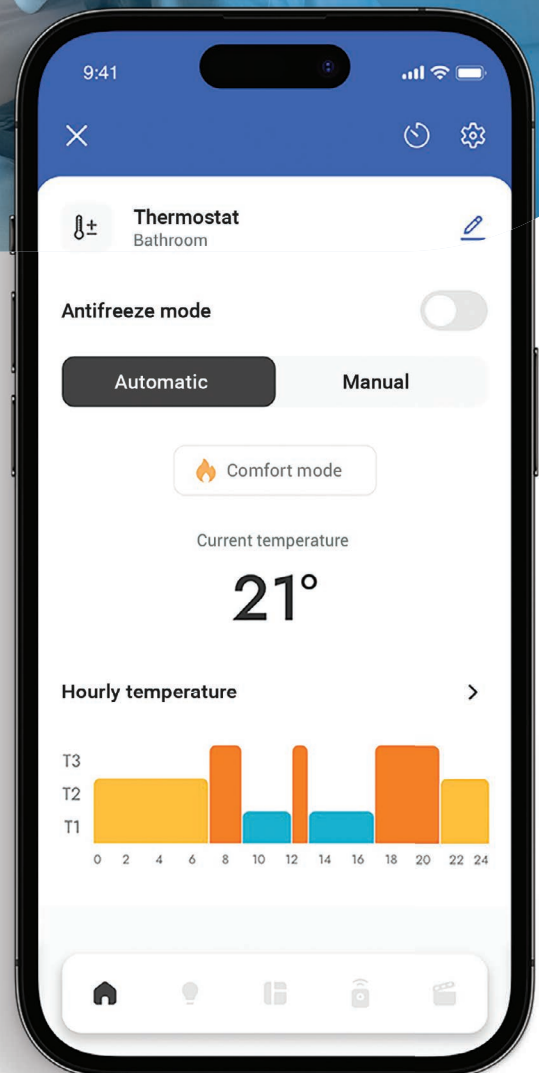 9:41
Thermostat
Bathroom
Antifreeze mode
Automatic Manual
Comfort mode
Current temperature
21°
Hourly temperature
T3
T2
T1
0 2 4 6 8 10 12 14 16 18 20 22 24